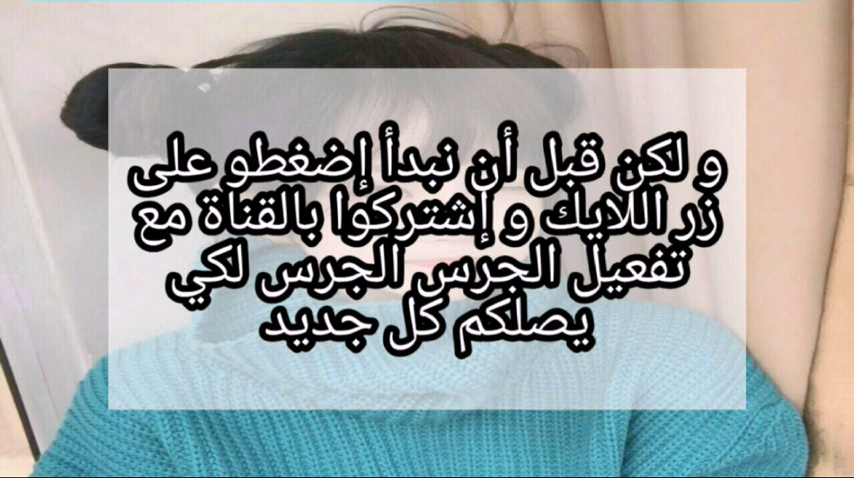 و لكن قبل أن نبدأ إضغطو على
زر اللايك و إشتركوا بالقناة مع
تفعيل الجرس الجرس لكي
يصلكم كل جديد